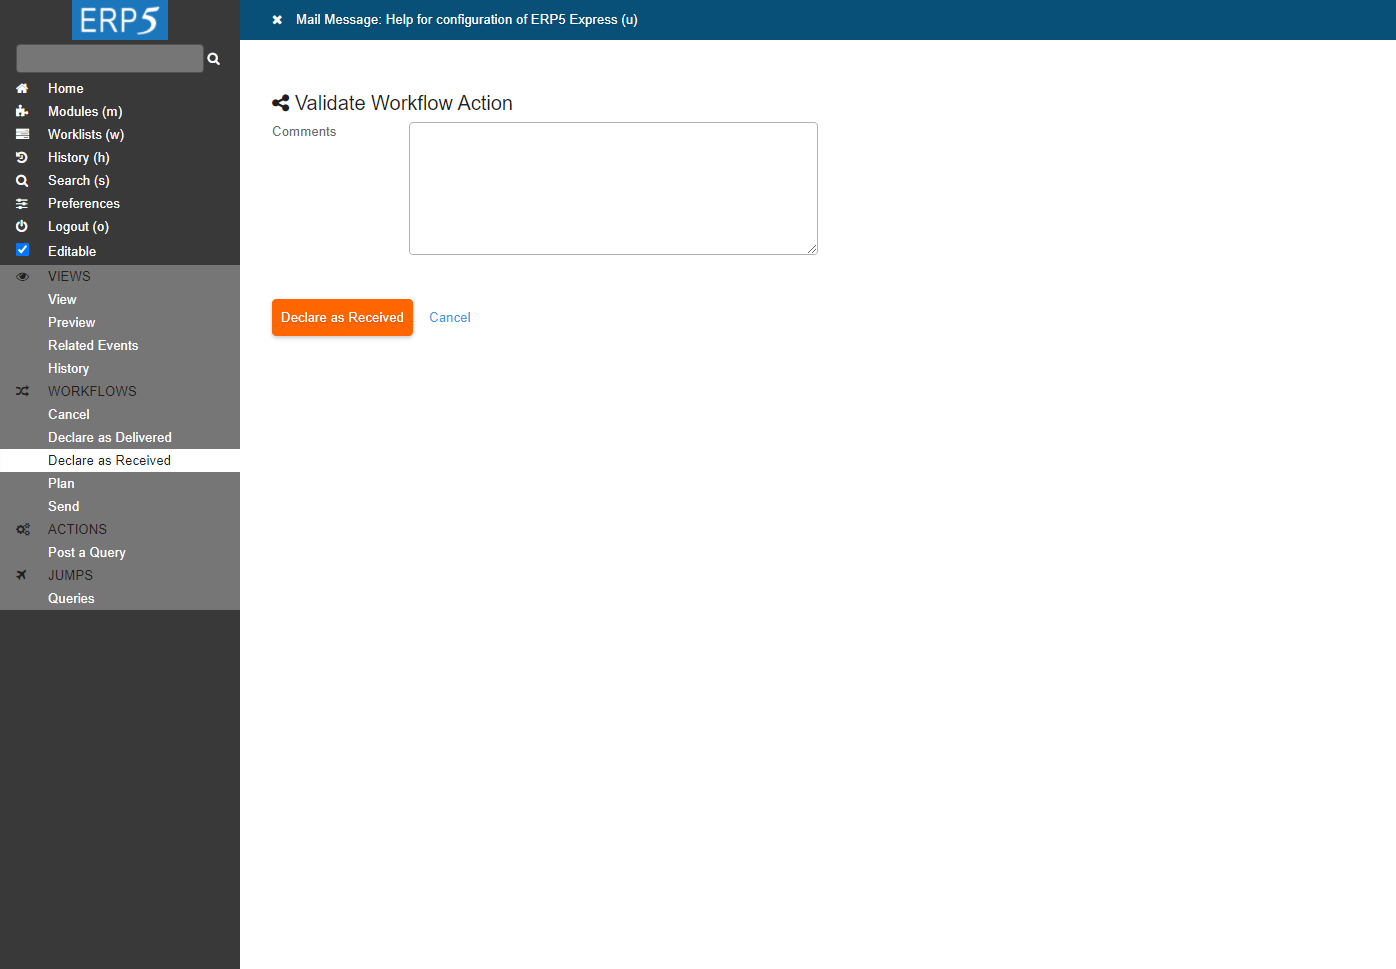 ERP5
Mail Message: Help for configuration of ERP5 Express (u)
Home
Modules (m)
Worklists (w)
History (h)
Search (s)
Preferences
Logout (o)
Editable
VIEWS
View
Preview
Related Events
History
WORKFLOWS
Cancel
Declare as Delivered
Declare as Received
Plan
Send
ACTIONS
Post a Query
JUMPS
Queries
Validate Workflow Action
Comments
Declare as Received Cancel